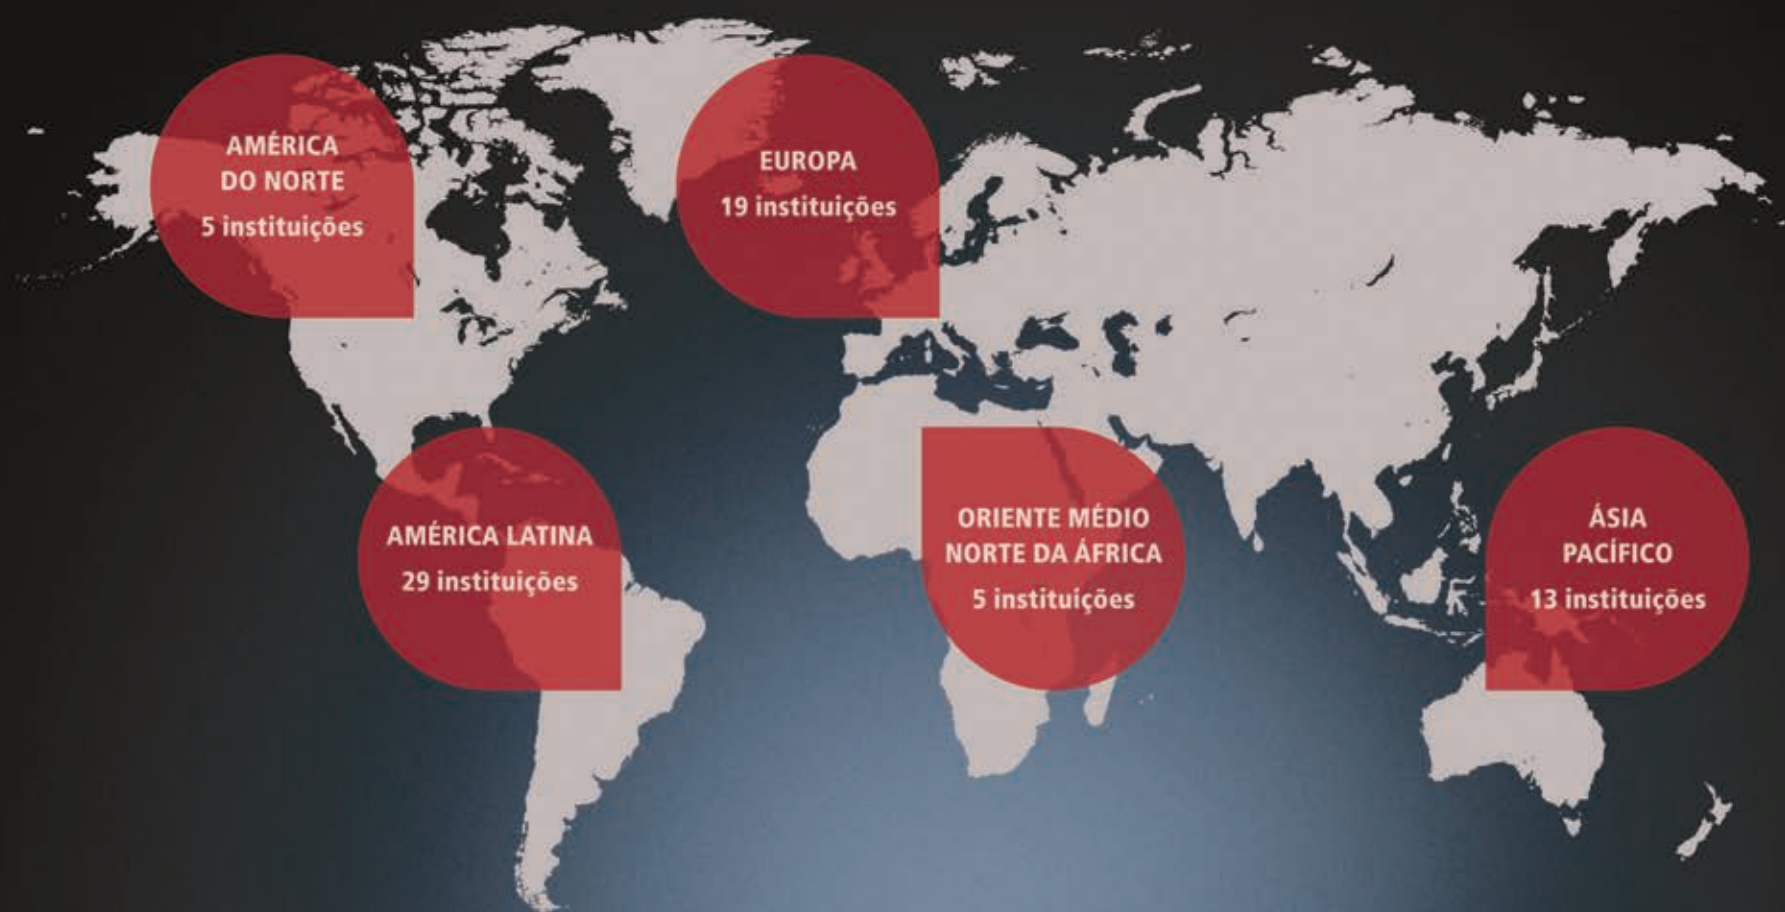 AMÉRICA
DO NORTE
5 instituições
EUROPA
19 instituições
AMÉRICA LATINA
29 instituições
ORIENTE MÉDIO
NORTE DA ÁFRICA
5 instituições
ÁSIA
PACÍFICO
13 instituições